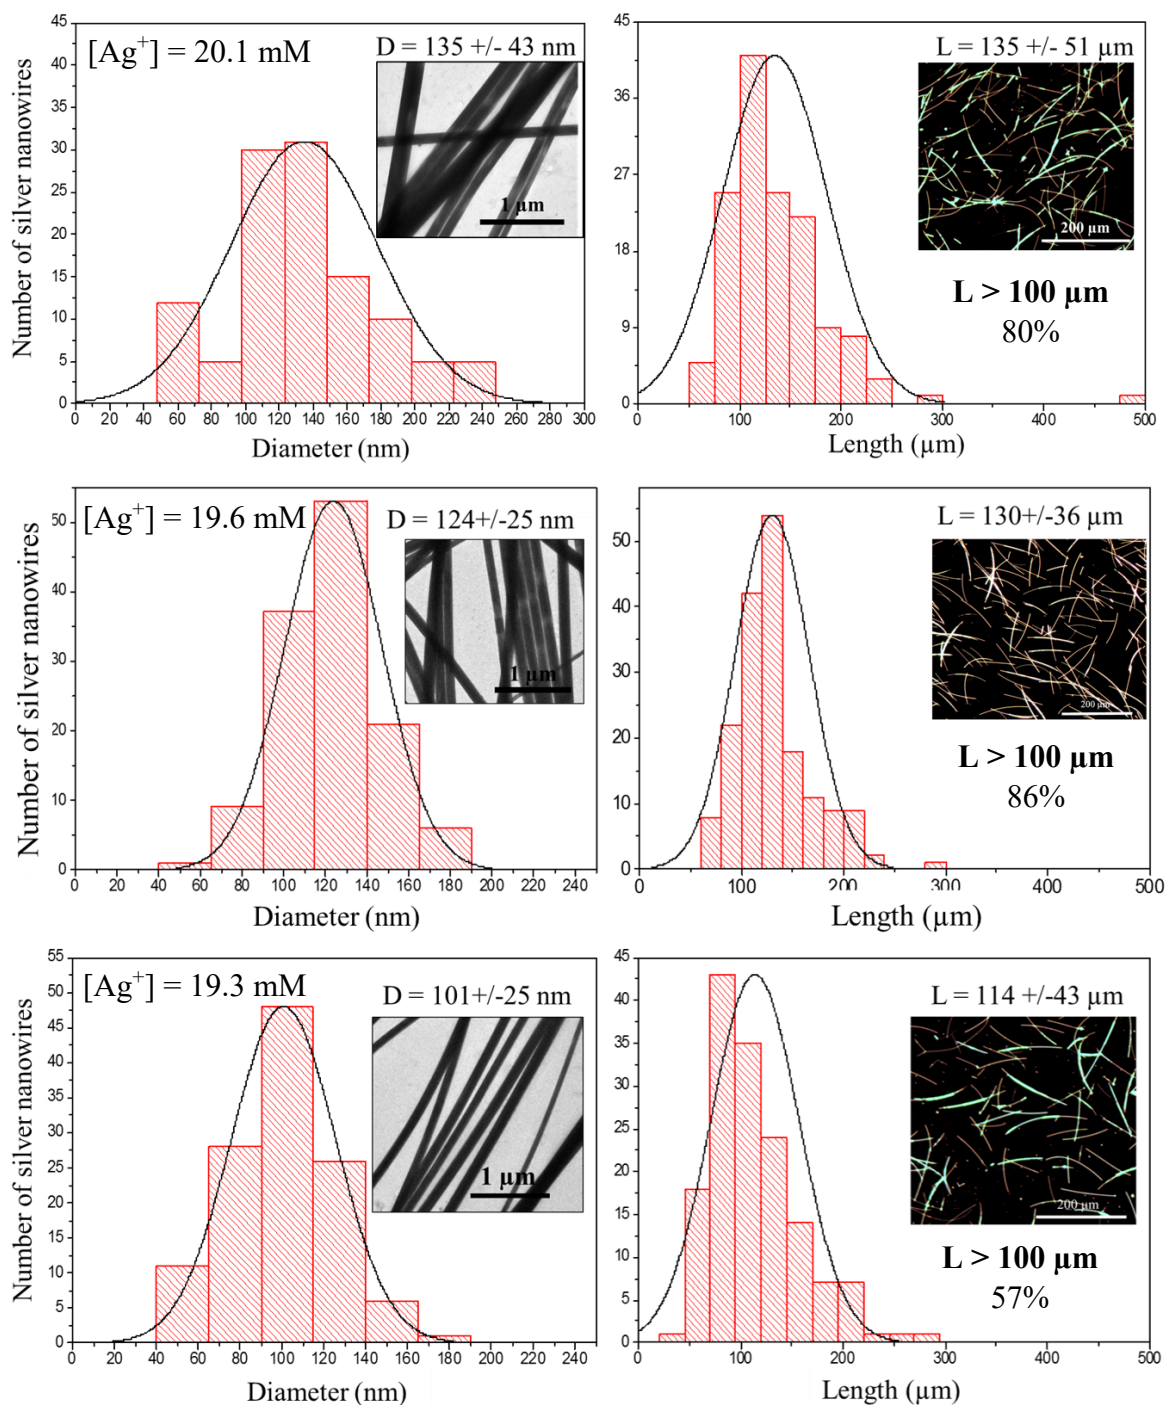 [Ag+] = 20.1 mM
D = 135 +/- 43 nm
1 µm
Number of silver nanowires
45
40
35
30
25
20
15
10
5
0
0 20 40 60 80 100 120 140 160 180 200 220 240 260 280 300
Diameter (nm)
L = 135 +/- 51 µm
200 µm
L > 100 µm
80%
45
36
27
18
9
0
0 100 200 300 400 500
Length (µm)
[Ag+] = 19.6 mM
D = 124+/-25 nm
1 µm
Number of silver nanowires
50
40
30
20
10
0
0 20 40 60 80 100 120 140 160 180 200 220 240
Diameter (nm)
L = 130+/-36 µm
200 µm
L > 100 µm
86%
50
40
30
20
10
0
0 100 200 300 400 500
Length (µm)
[Ag+] = 19.3 mM
D = 101+/-25 nm
1 µm
Number of silver nanowires
55
50
45
40
35
30
25
20
15
10
5
0
0 20 40 60 80 100 120 140 160 180 200 220 240
Diameter (nm)
L = 114 +/-43 µm
200 µm
L > 100 µm
57%
45
40
35
30
25
20
15
10
5
0
0 100 200 300 400 500
Length (µm)